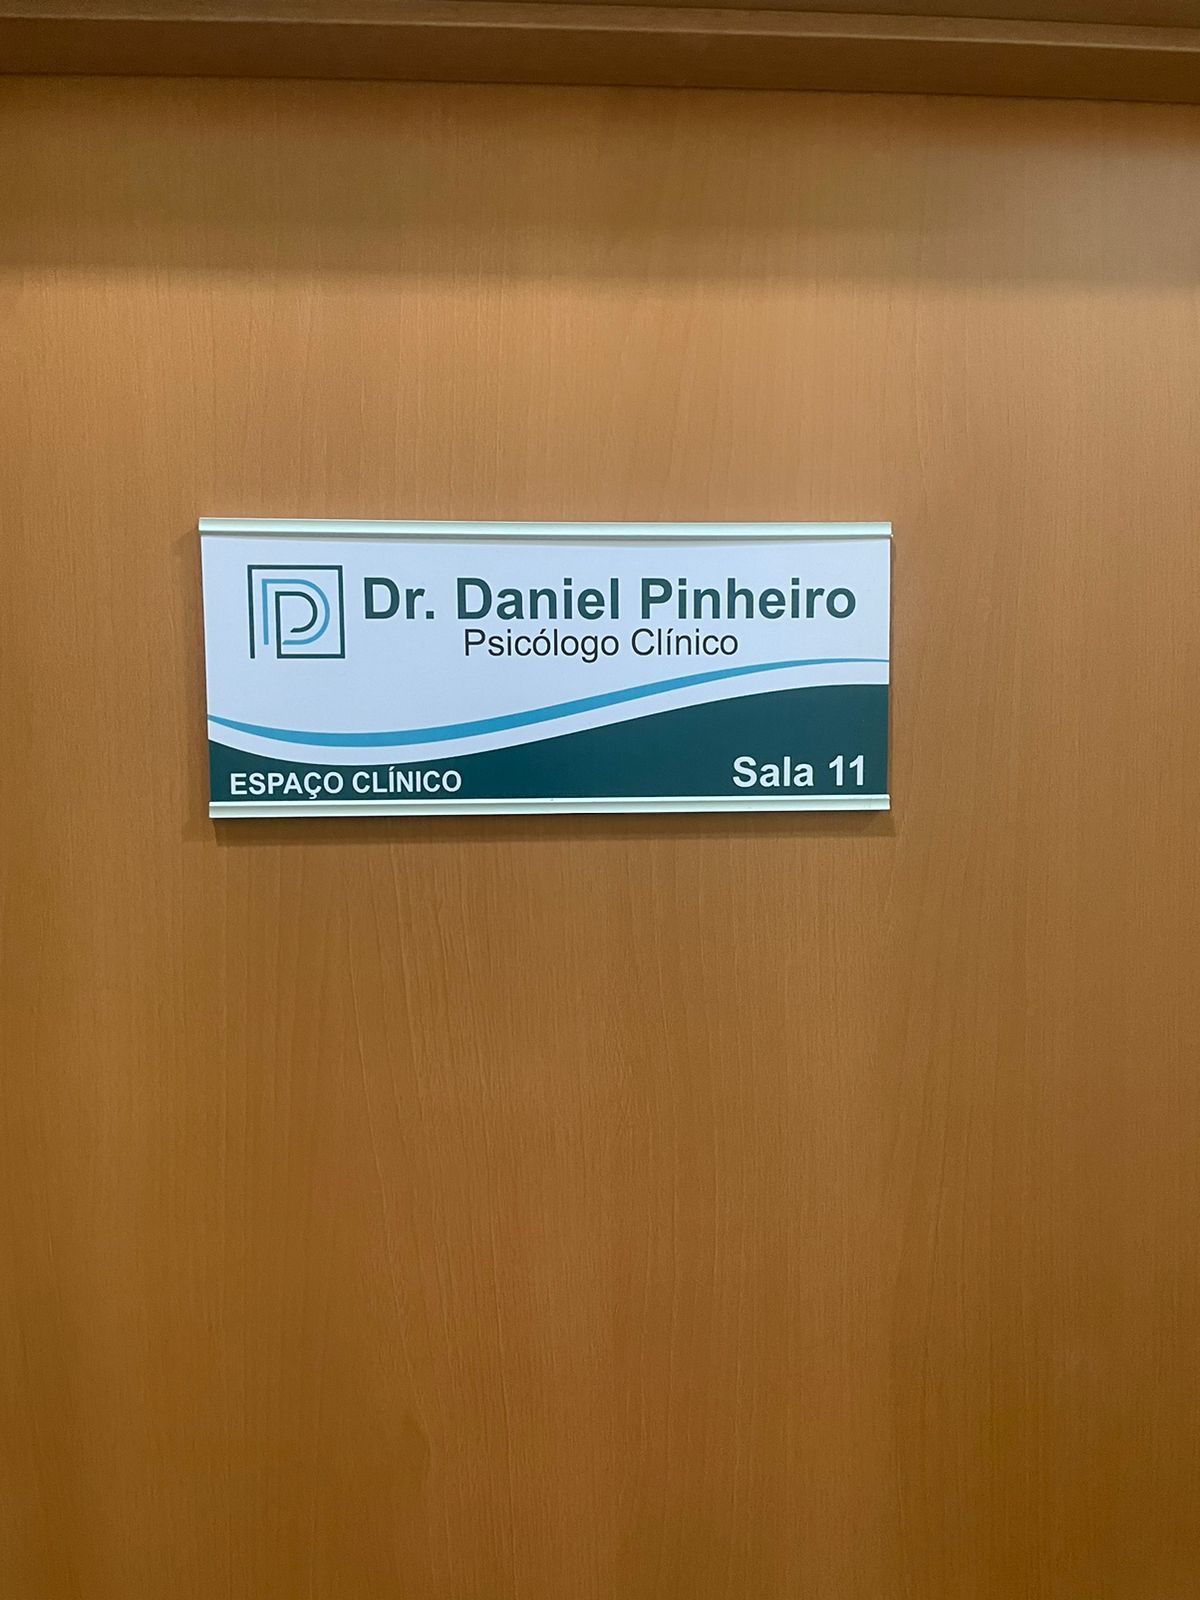 Dr. Daniel Pinheiro
Psicólogo Clínico
ESPAÇO CLÍNICO
Sala 11